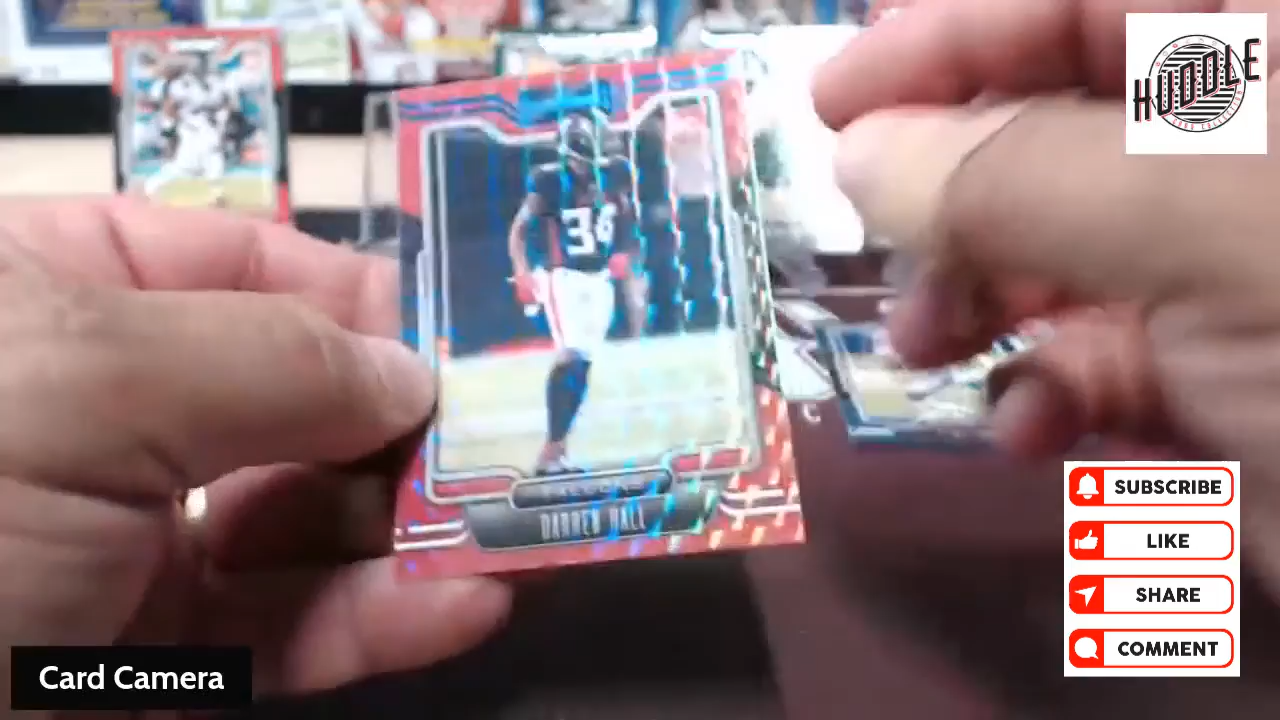 HUDDLE
34
DARREN HALL
C
SUBSCRIBE
LIKE
SHARE
COMMENT
Card Camera